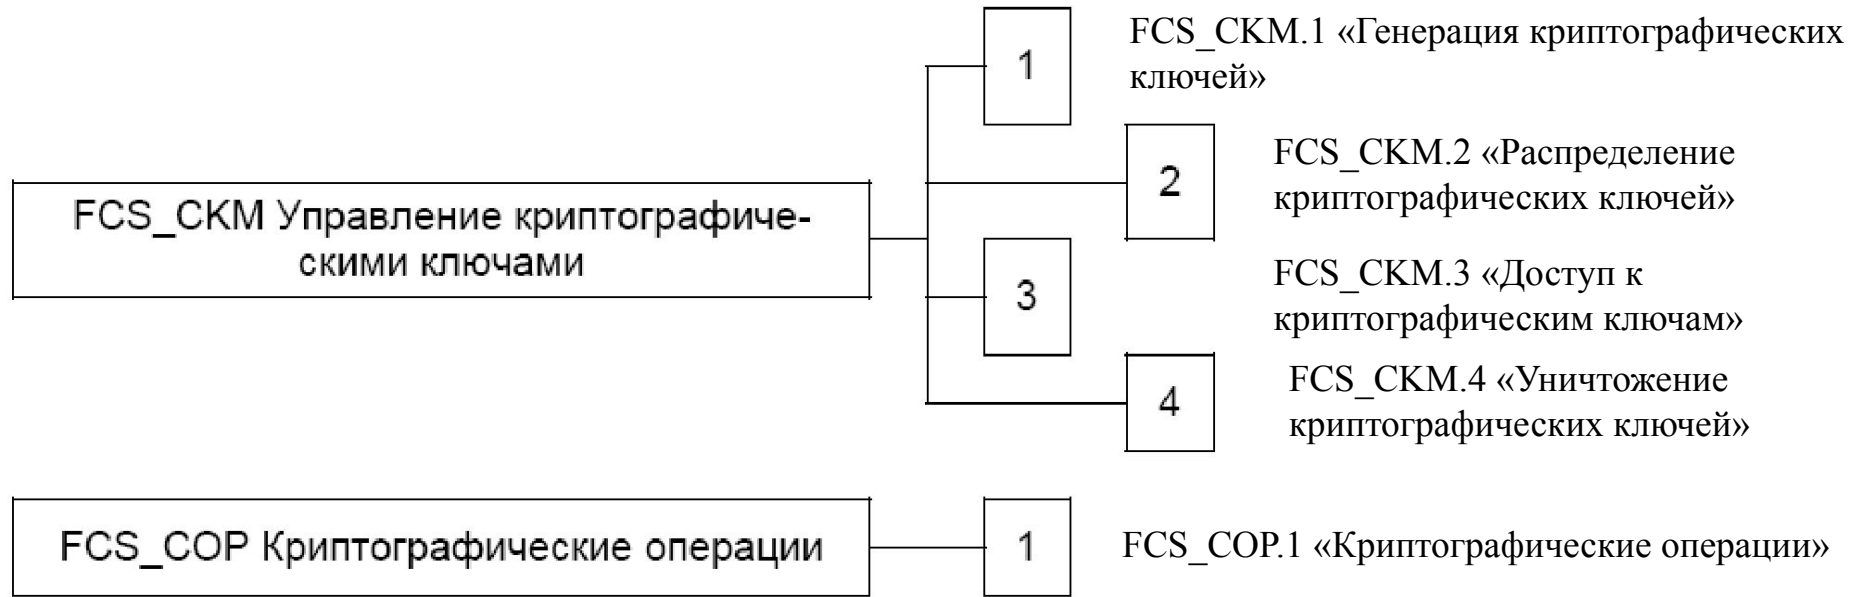 1
FCS_CKM.1 «Генерация криптографических
ключей»
2
FCS_CKM.2 «Распределение
криптографических ключей»
FCS_CKM Управление криптографиче-
скими ключами
3
FCS_CKM.3 «Доступ к
криптографическим ключам»
4
FCS_CKM.4 «Уничтожение
криптографических ключей»
FCS_COP Криптографические операции
1
FCS_COP.1 «Криптографические операции»